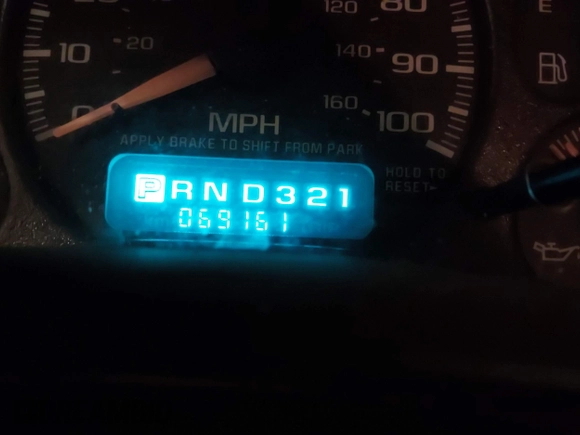 120 80
E
10 20
140 90
0
160 100
MPH
APPLY BRAKE TO SHIFT FROM PARK
HOLD TO
RESET
PRND321
069161